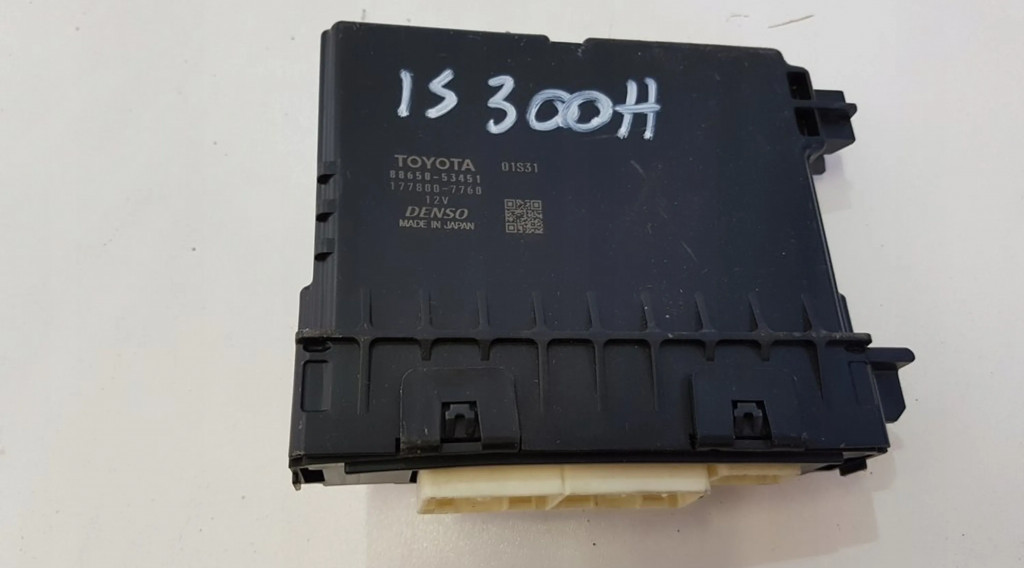 IS 300H
TOYOTA 01S31
88650-53451
177800-7760
12V
DENSO
MADE IN JAPAN